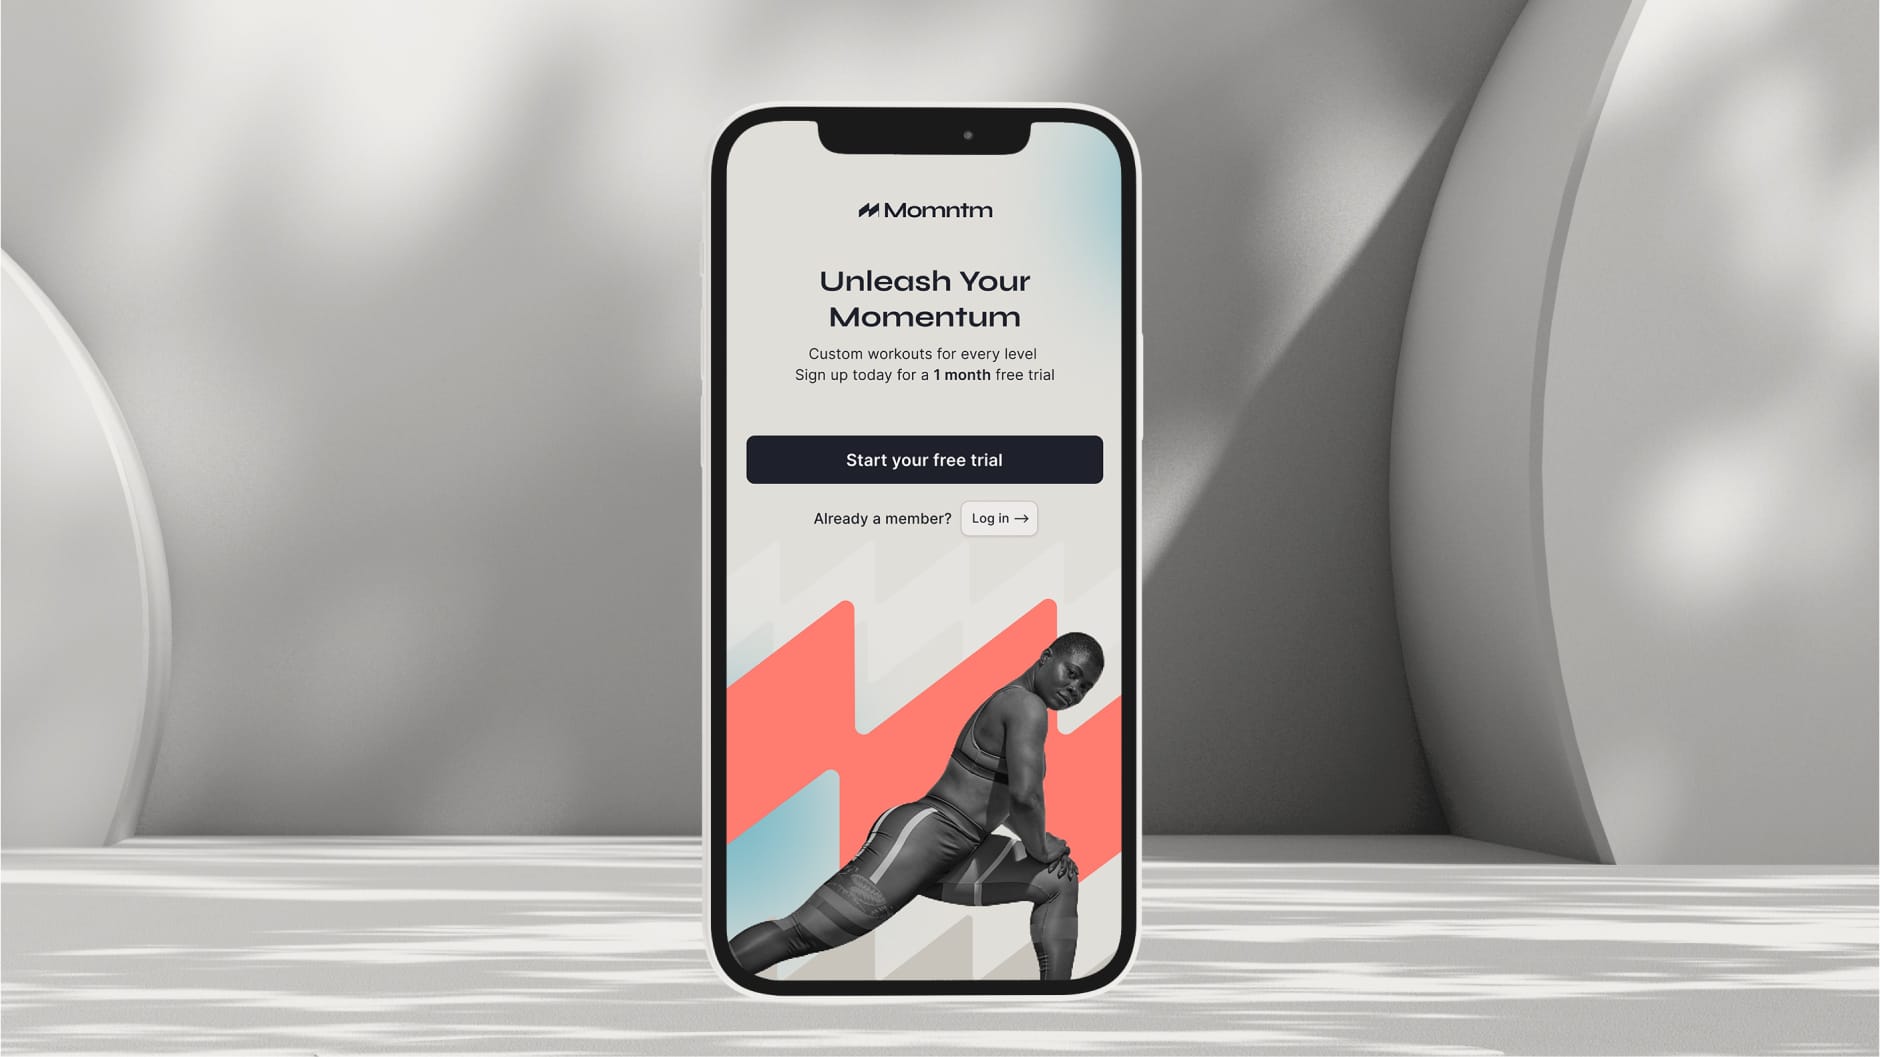 Momntm
Unleash Your
Momentum
Custom workouts for every level
Sign up today for a 1 month free trial
Start your free trial
Already a member? Log in →